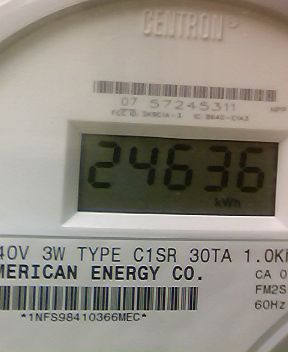 CENTRON
07 57245311
24636
kWh
40V 3W TYPE C1SR 30TA 1.0K
MERICAN ENERGY CO.
CA 0
FM2S
60Hz
*1NFS98410366MEC*